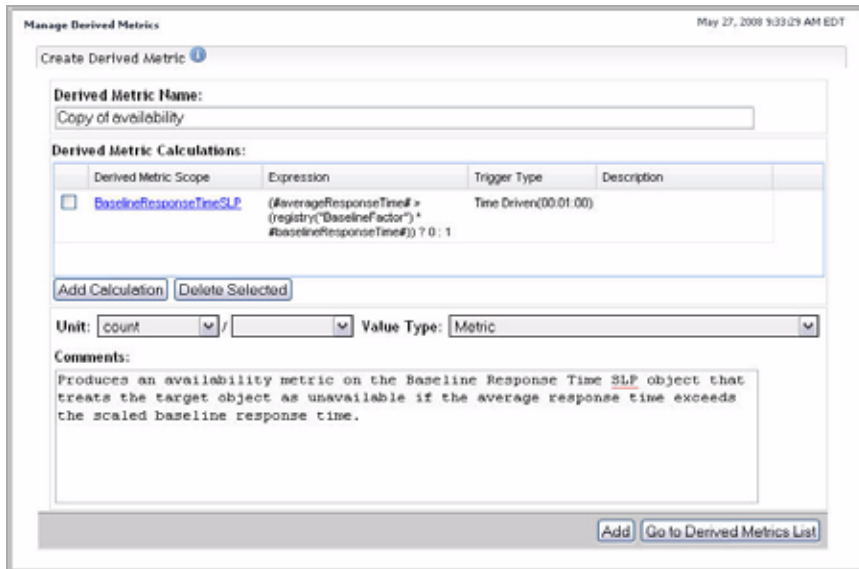 Manage Derived Metrics
May 27, 2008 9:33:29 AM EDT
Create Derived Metric
Derived Metric Name:
Copy of availability
Derived Metric Calculations:
Derived Metric Scope Expression Trigger Type Description
BaselineResponseTimeSLP (#averageResponseTime# > Time Driven(00:01:00)
(registry("BaselineFactor") *
#baselineResponseTime#)) ? 0 : 1
Add Calculation Delete Selected
Unit: count / Value Type: Metric
Comments:
Produces an availability metric on the Baseline Response Time SLP object that
treats the target object as unavailable if the average response time exceeds
the scaled baseline response time.
Add Go to Derived Metrics List